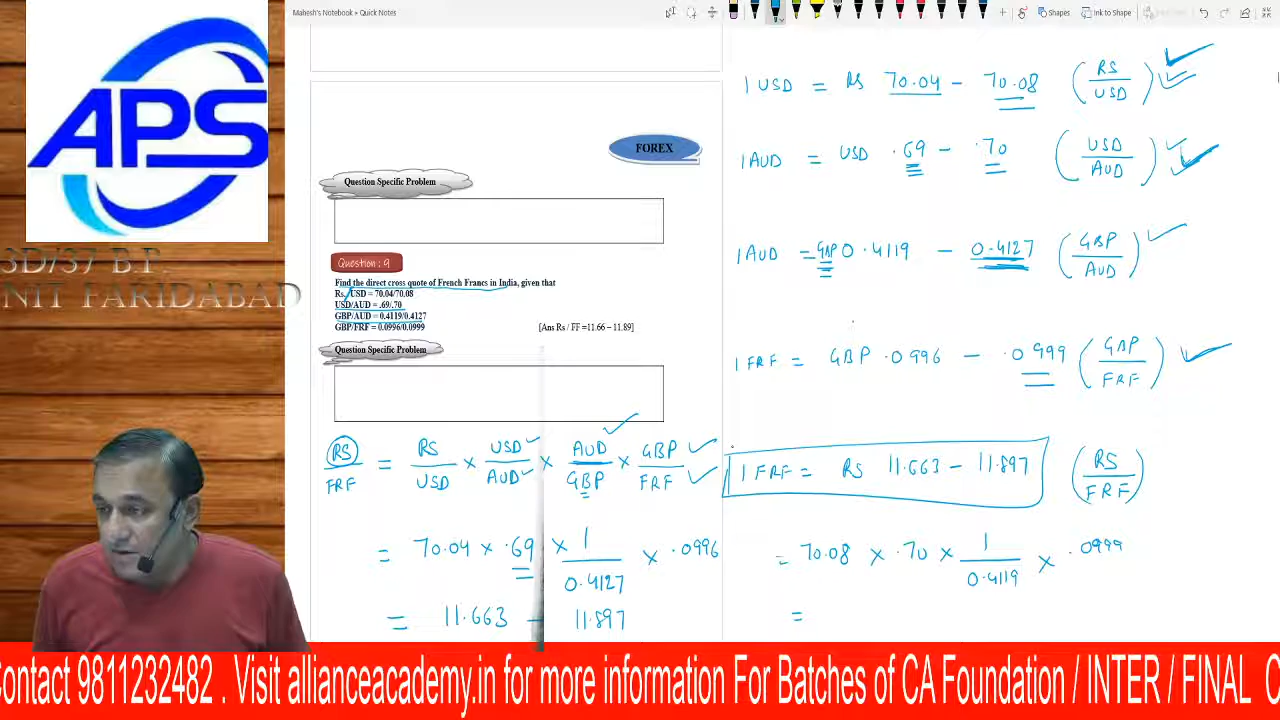 Mahesh's Notebook » Quick Notes
Shapes
Ink to Shape
APS
3D/37 B.P.
NIT FARIDABAD
FOREX
Question Specific Problem
Question : 9
Find the direct cross quote of French Francs in India, given that
Rs. /USD = 70.04/70.08
USD/AUD = .69/.70
GBP/AUD = 0.4119/0.4127
GBP/FRF = 0.0996/0.0999 [Ans Rs / FF =11.66 – 11.89]
Question Specific Problem
RS/FRF = RS/USD × USD/AUD × AUD/GBP × GBP/FRF
= 70.04 × .69 × 1/0.4127 × .0996
= 11.663 - 11.897
1 USD = RS 70.04 - 70.08 (RS/USD)
1 AUD = USD .69 - .70 (USD/AUD)
1 AUD = GBP 0.4119 - 0.4127 (GBP/AUD)
1 FRF = GBP .0996 - .0999 (GBP/FRF)
1 FRF = RS 11.663 - 11.897 (RS/FRF)
= 70.08 × .70 × 1/0.4119 × .0999
=
Contact 9811232482 . Visit allianceacademy.in for more information For Batches of CA Foundation / INTER / FINAL